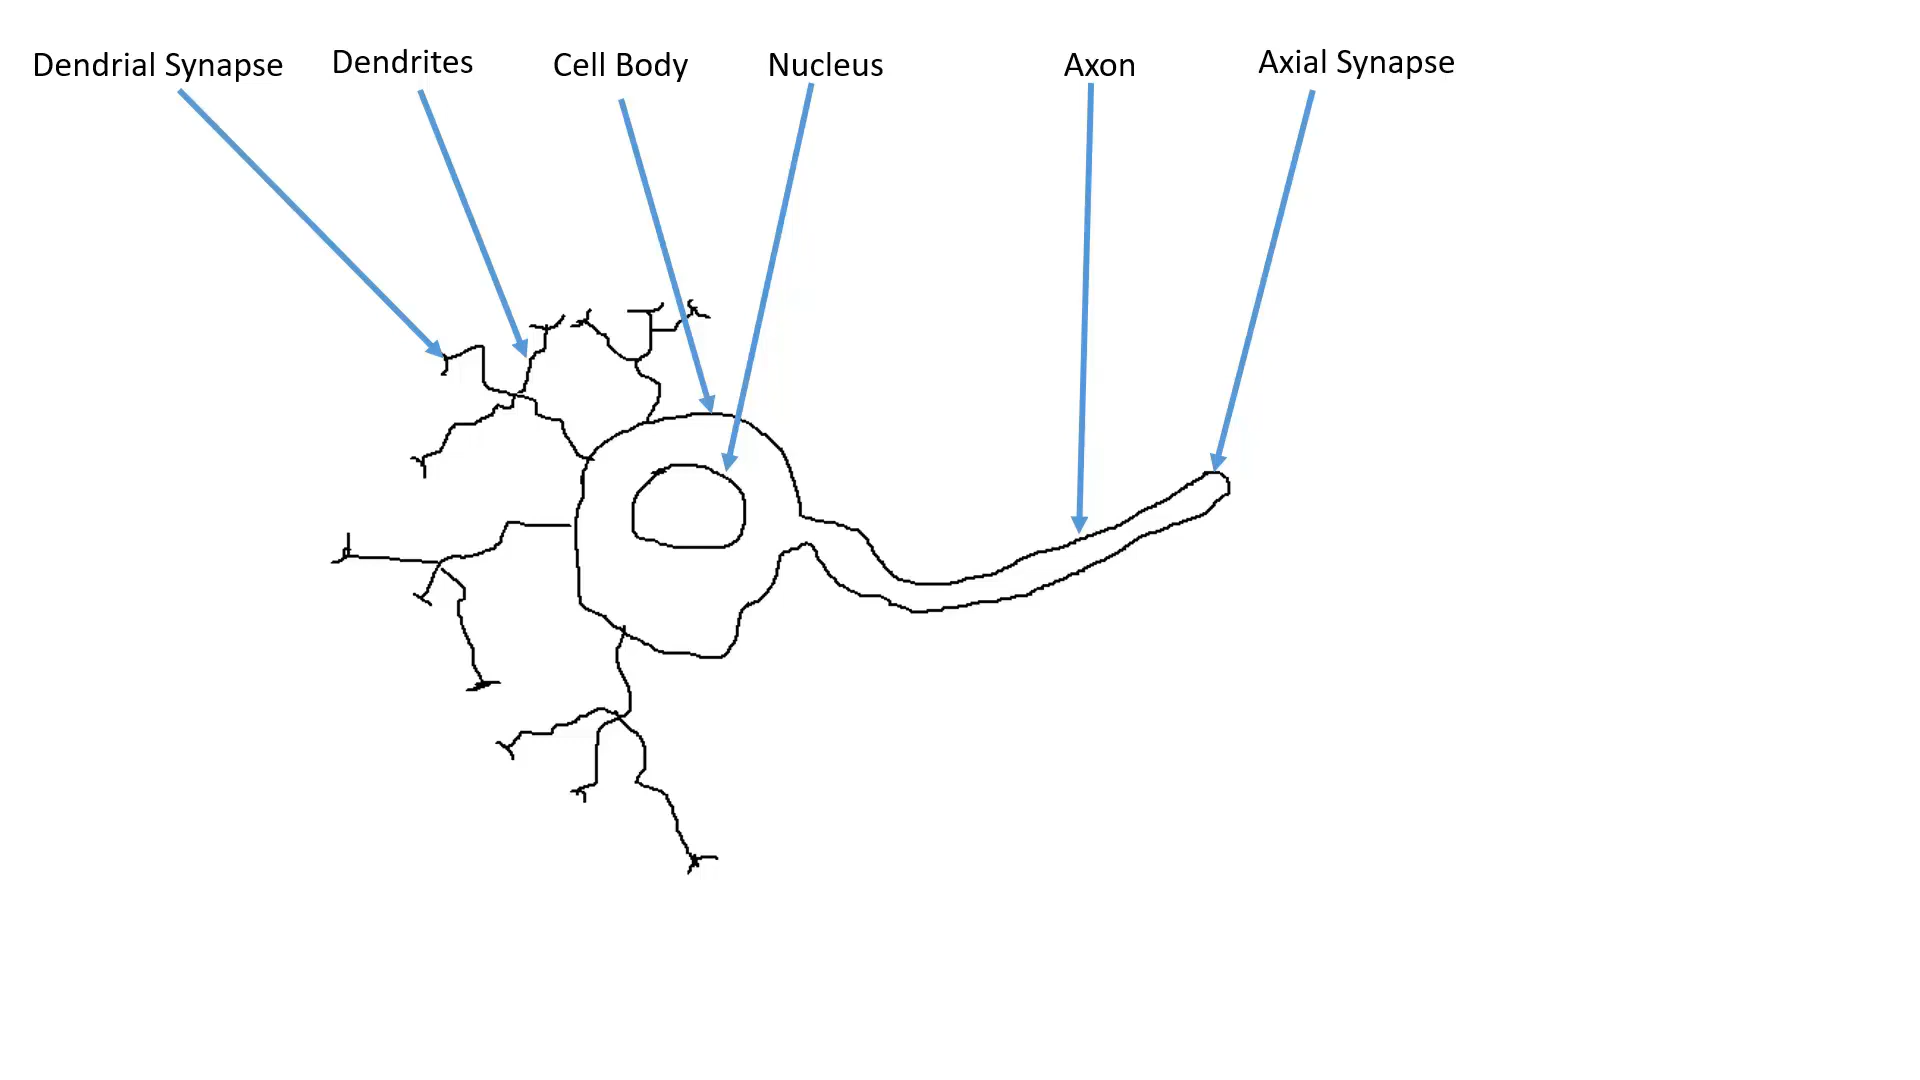 Dendrial Synapse
Dendrites
Cell Body
Nucleus
Axon
Axial Synapse